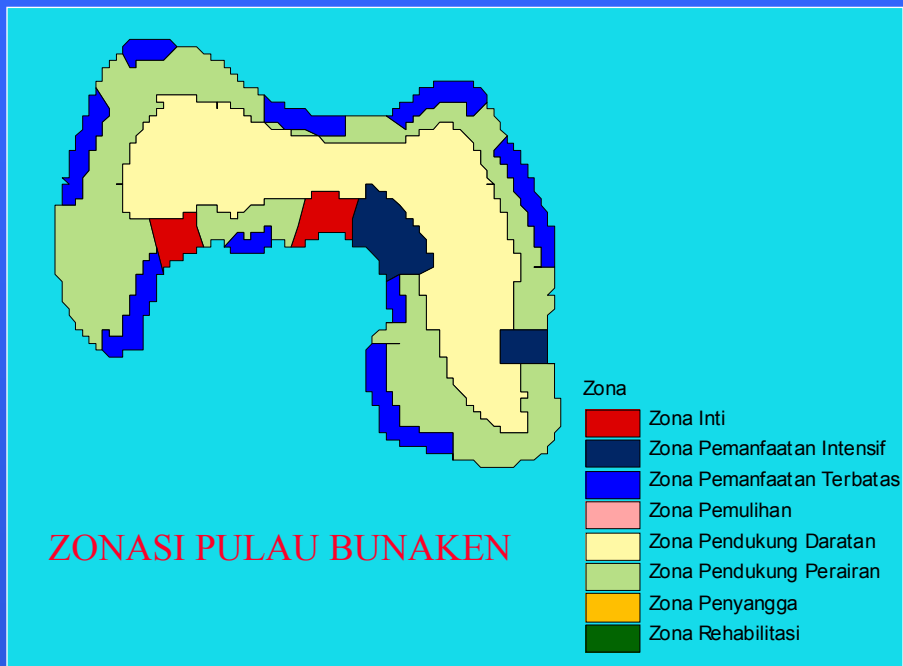 Zona
Zona Inti
Zona Pemanfaatan Intensif
Zona Pemanfaatan Terbatas
Zona Pemulihan
Zona Pendukung Daratan
Zona Pendukung Perairan
Zona Penyangga
Zona Rehabilitasi
ZONASI PULAU BUNAKEN